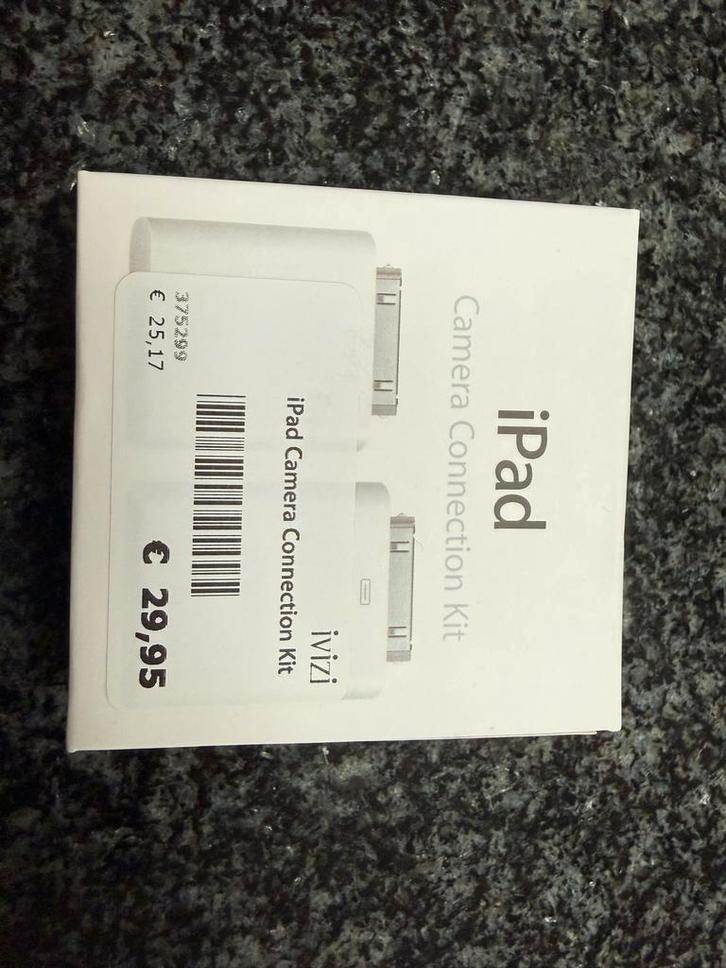 iPad
Camera Connection Kit
ivizi
iPad Camera Connection Kit
375299
€ 25,17
€ 29,95